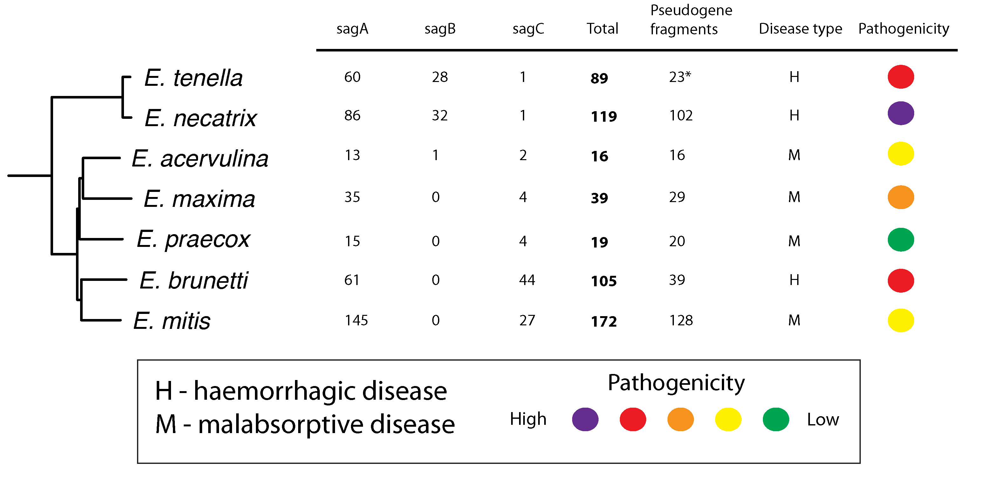 sagA sagB sagC Total Pseudogene fragments Disease type Pathogenicity
E. tenella 60 28 1 89 23* H
E. necatrix 86 32 1 119 102 H
E. acervulina 13 1 2 16 16 M
E. maxima 35 0 4 39 29 M
E. praecox 15 0 4 19 20 M
E. brunetti 61 0 44 105 39 H
E. mitis 145 0 27 172 128 M
H - haemorrhagic disease
M - malabsorptive disease
Pathogenicity
High Low